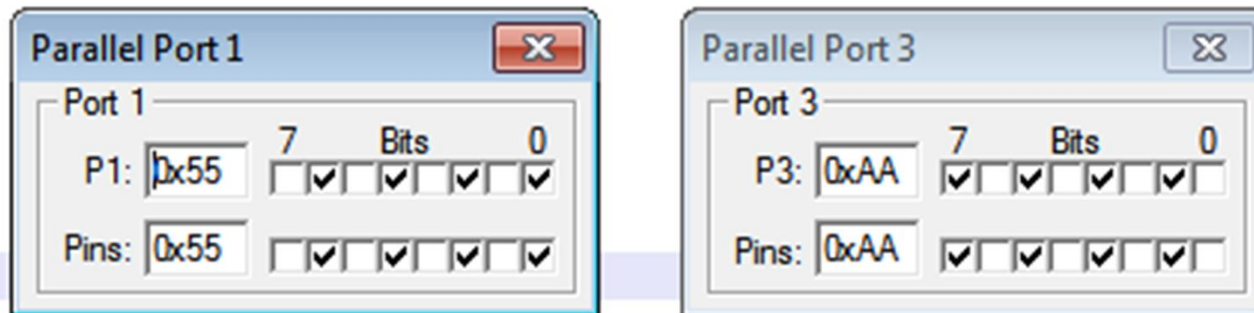 Parallel Port 1
Port 1
7 Bits 0
P1: 0x55
Pins: 0x55
Parallel Port 3
Port 3
7 Bits 0
P3: 0xAA
Pins: 0xAA